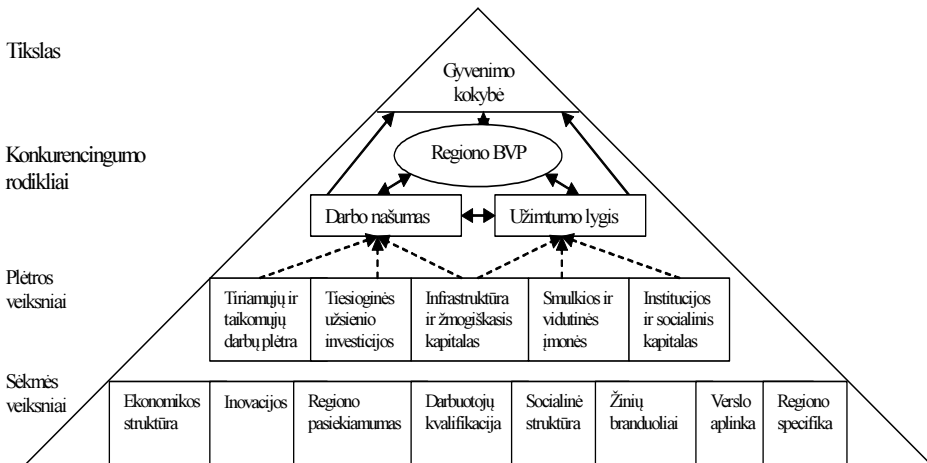 Tikslas
Gyvenimo
kokybė
Konkurencingumo
rodikliai
Regiono BVP
Darbo našumas
Užimtumo lygis
Plėtros
veiksniai
Tiriamųjų ir
taikomųjų
darbų plėtra
Tiesioginės
užsienio
investicijos
Infrastruktūra
ir žmogiškasis
kapitalas
Smulkios ir
vidutinės
įmonės
Institucijos
ir socialinis
kapitalas
Sėkmės
veiksniai
Ekonomikos
struktūra
Inovacijos
Regiono
pasiekiamumas
Darbuotojų
kvalifikacija
Socialinė
struktūra
Žinių
branduoliai
Verslo
aplinka
Regiono
specifika